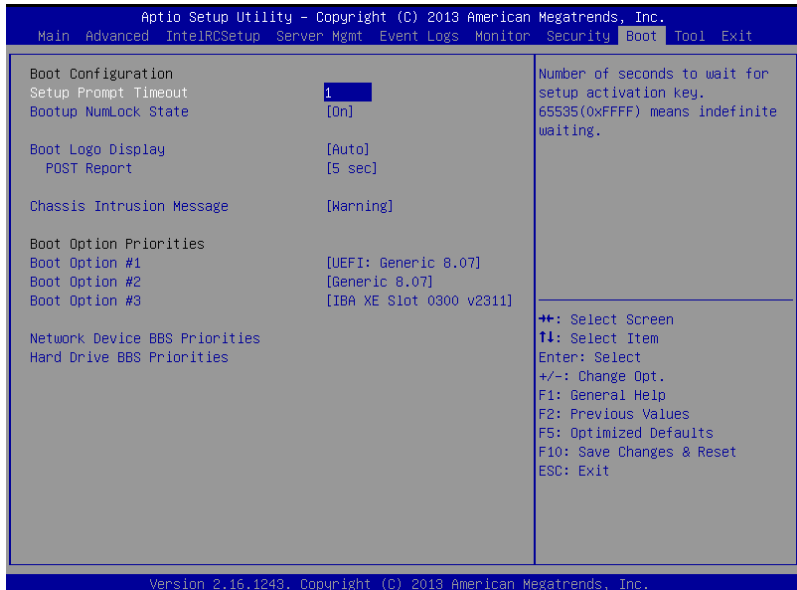 Aptio Setup Utility – Copyright (C) 2013 American Megatrends, Inc.
Main Advanced IntelRCSetup Server Mgmt Event Logs Monitor Security Boot Tool Exit
Boot Configuration
Setup Prompt Timeout 1
Bootup NumLock State [On]
Boot Logo Display [Auto]
POST Report [5 sec]
Chassis Intrusion Message [Warning]
Boot Option Priorities
Boot Option #1 [UEFI: Generic 8.07]
Boot Option #2 [Generic 8.07]
Boot Option #3 [IBA XE Slot 0300 v2311]
Network Device BBS Priorities
Hard Drive BBS Priorities
Number of seconds to wait for
setup activation key.
65535(0xFFFF) means indefinite
waiting.
→←: Select Screen
↑↓: Select Item
Enter: Select
+/-: Change Opt.
F1: General Help
F2: Previous Values
F5: Optimized Defaults
F10: Save Changes & Reset
ESC: Exit
Version 2.16.1243. Copyright (C) 2013 American Megatrends, Inc.